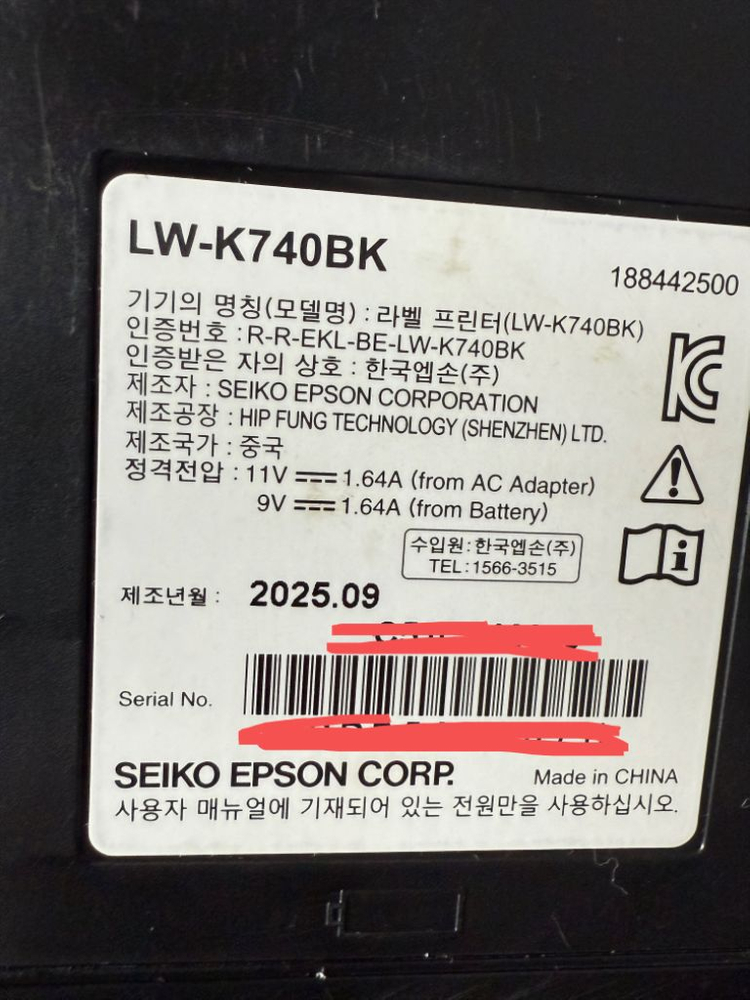 LW-K740BK
188442500
기기의 명칭(모델명) : 라벨 프린터(LW-K740BK)
인증번호 : R-R-EKL-BE-LW-K740BK
인증받은 자의 상호 : 한국엡손(주)
제조자 : SEIKO EPSON CORPORATION
제조공장 : HIP FUNG TECHNOLOGY (SHENZHEN) LTD.
제조국가 : 중국
정격전압 : 11V ⎓ 1.64A (from AC Adapter)
9V ⎓ 1.64A (from Battery)
수입원 : 한국엡손(주)
TEL : 1566-3515
제조년월 : 2025.09
Serial No.
SEIKO EPSON CORP.
Made in CHINA
사용자 매뉴얼에 기재되어 있는 전원만을 사용하십시오.